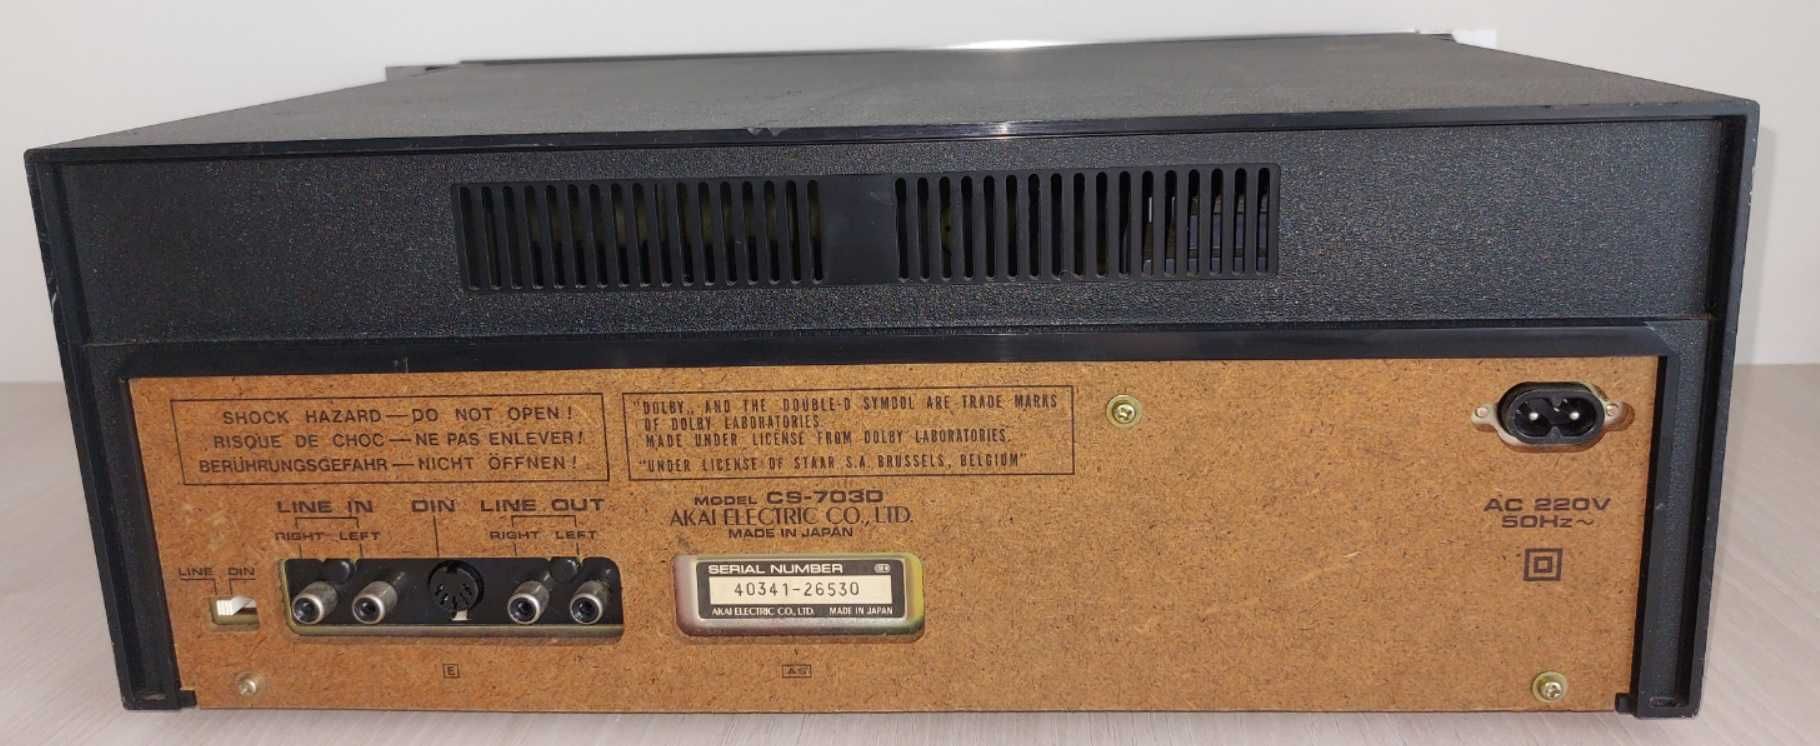 SHOCK HAZARD — DO NOT OPEN!
RISQUE DE CHOC — NE PAS ENLEVER!
BERÜHRUNGSGEFAHR — NICHT ÖFFNEN!
"DOLBY„ AND THE DOUBLE-D SYMBOL ARE TRADE MARKS
OF DOLBY LABORATORIES.
MADE UNDER LICENSE FROM DOLBY LABORATORIES.
"UNDER LICENSE OF STAAR S.A. BRUSSELS, BELGIUM"
LINE IN DIN LINE OUT
RIGHT LEFT RIGHT LEFT
LINE DIN
MODEL CS-703D
AKAI ELECTRIC CO., LTD.
MADE IN JAPAN
SERIAL NUMBER
40341-26530
AKAI ELECTRIC CO., LTD. MADE IN JAPAN
E
AS
AC 220V
50Hz~